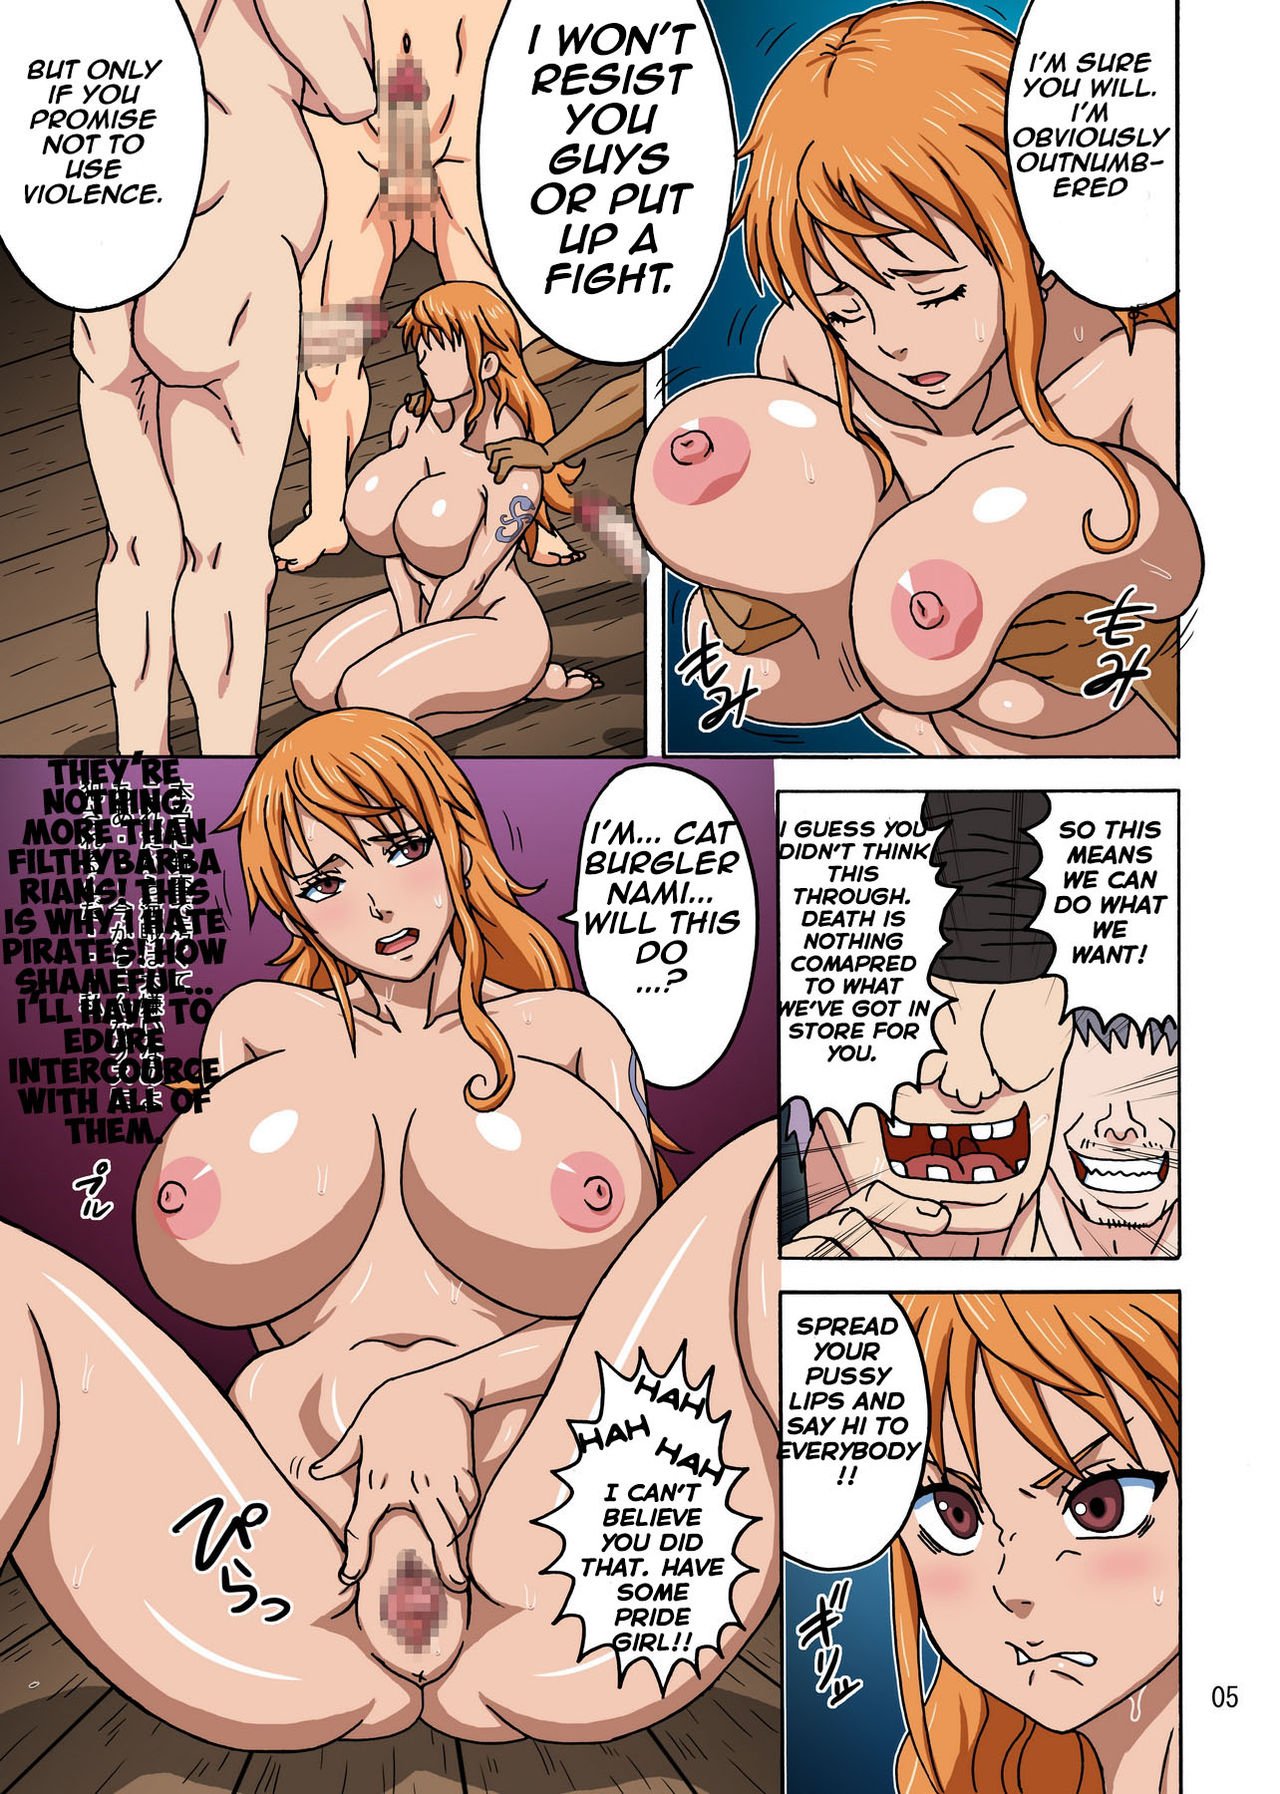 I'M SURE
YOU WILL.
I'M
OBVIOUSLY
OUTNUMB-
ERED
もみ
もみ
I WON'T
RESIST
YOU
GUYS
OR PUT
UP A
FIGHT.
BUT ONLY
IF YOU
PROMISE
NOT TO
USE
VIOLENCE.
SO THIS
MEANS
WE CAN
DO WHAT
WE
WANT!
I GUESS YOU
DIDN'T THINK
THIS
THROUGH.
DEATH IS
NOTHING
COMAPRED
TO WHAT
WE'VE GOT IN
STORE FOR
YOU.
SPREAD
YOUR
PUSSY
LIPS AND
SAY HI TO
EVERYBODY
!!
ギリッ
I'M... CAT
BURGLER
NAMI...
WILL THIS
DO
...?
THEY'RE
NOTHING
MORE THAN
FILTHYBARBA
RIANS! THIS
IS WHY I HATE
PIRATES! HOW
SHAMEFUL...
I'LL HAVE TO
EDURE
INTERCOURCE
WITH ALL OF
THEM.
プル
ぴらっ
HAH
HAH
HAH
I CAN'T
BELIEVE
YOU DID
THAT. HAVE
SOME
PRIDE
GIRL!!
05